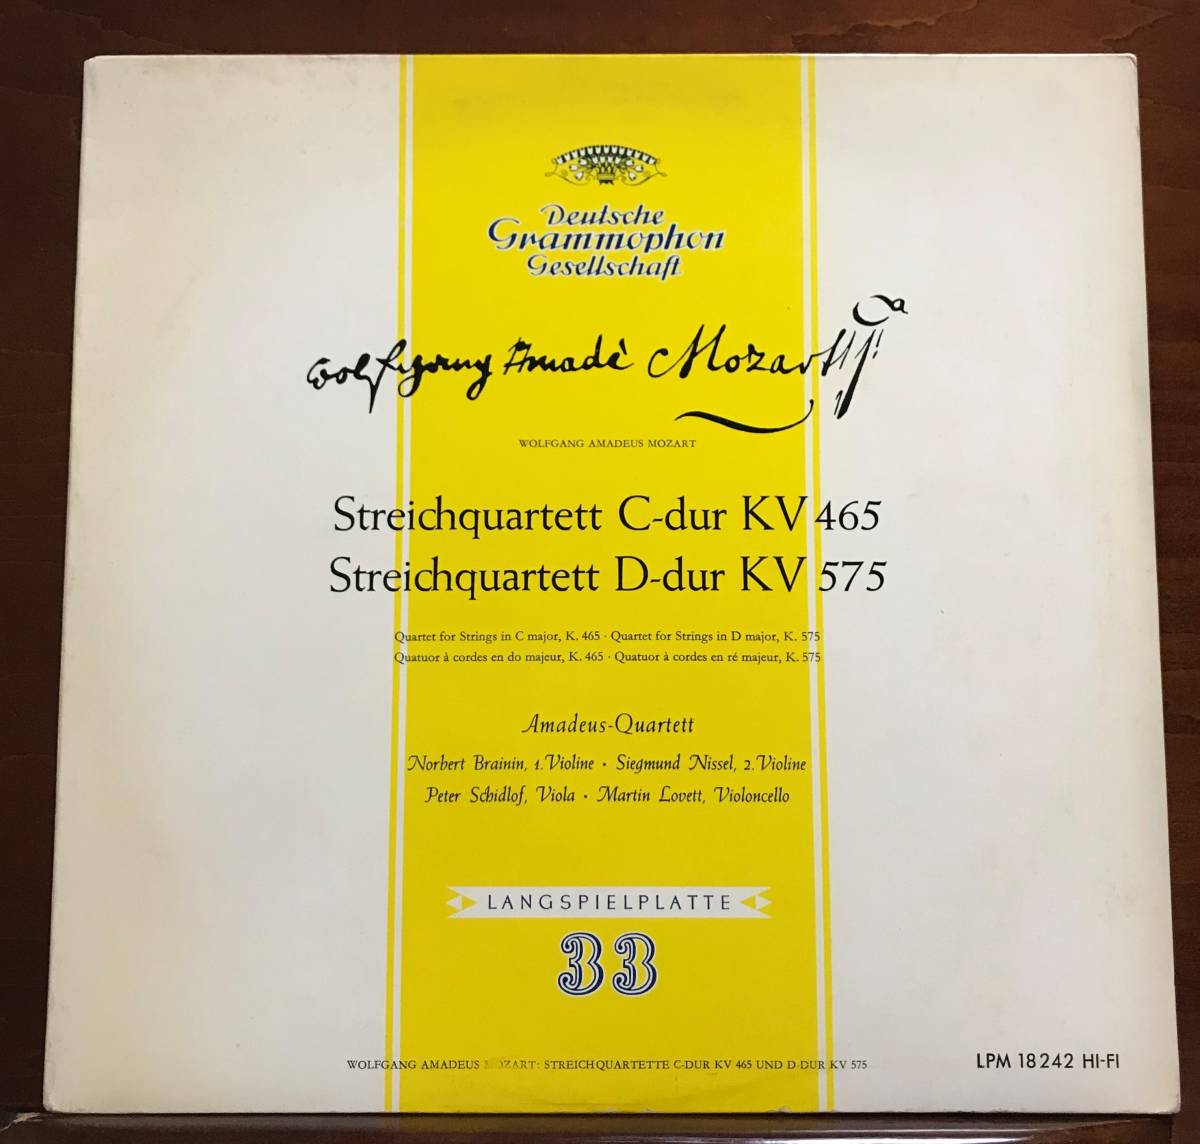 Deutsche
Grammophon
Gesellschaft
Wolfgang Amadè Mozart
WOLFGANG AMADEUS MOZART
Streichquartett C-dur KV 465
Streichquartett D-dur KV 575
Quartet for Strings in C major, K. 465 · Quartet for Strings in D major, K. 575
Quatuor à cordes en do majeur, K. 465 · Quatuor à cordes en ré majeur, K. 575
Amadeus-Quartett
Norbert Brainin, 1. Violine · Siegmund Nissel, 2. Violine
Peter Schidlof, Viola · Martin Lovett, Violoncello
LANGSPIELPLATTE
33
WOLFGANG AMADEUS MOZART: STREICHQUARTETTE C-DUR KV 465 UND D-DUR KV 575
LPM 18242 HI-FI